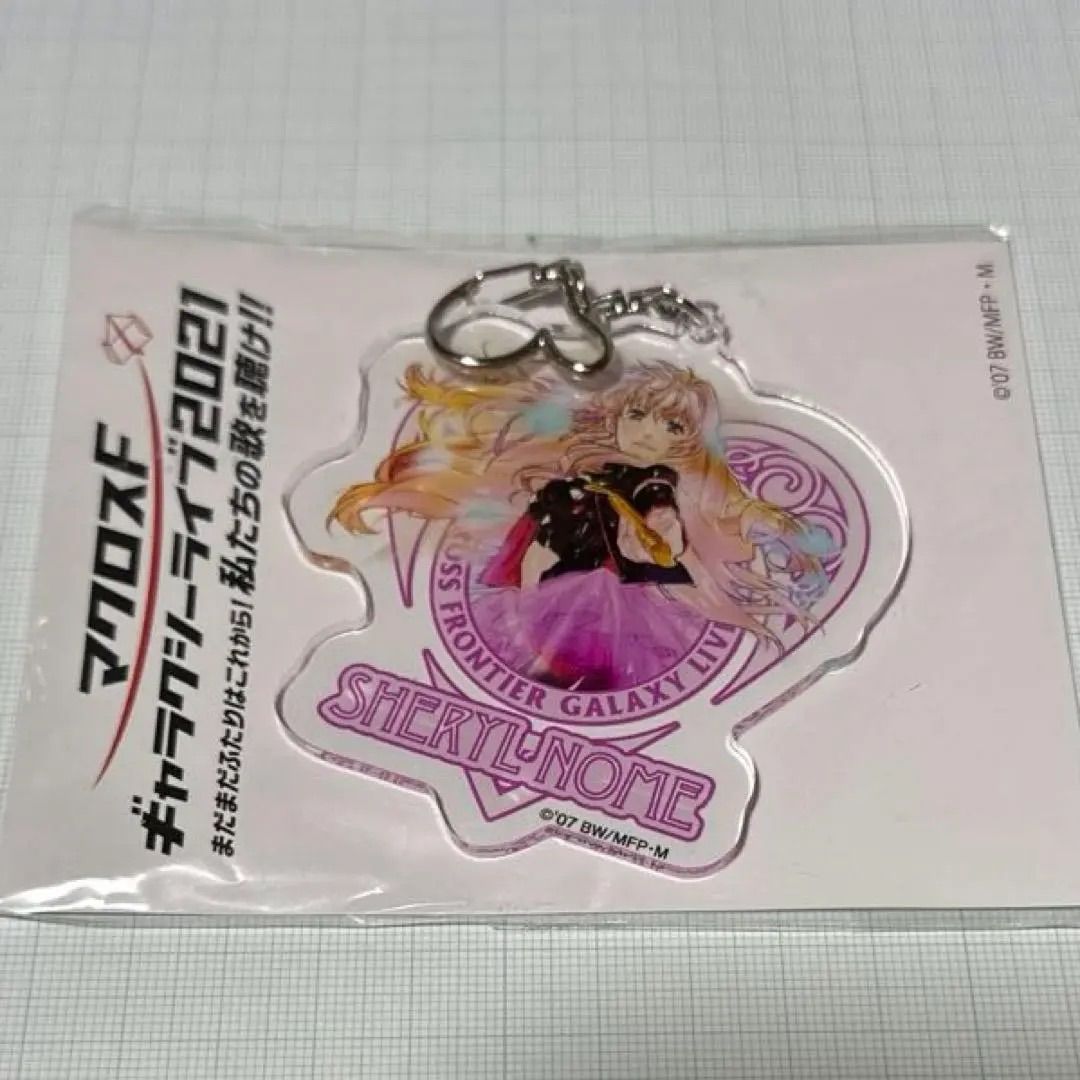 マクロスF
ギャラクシーライブ2021
まだまだふたりはこれから!私たちの歌を聴け!!
FRONTIER GALAXY LIVE
SHERYL NOME
©'07 BW/MFP・M
©'07 BW/MFP・M